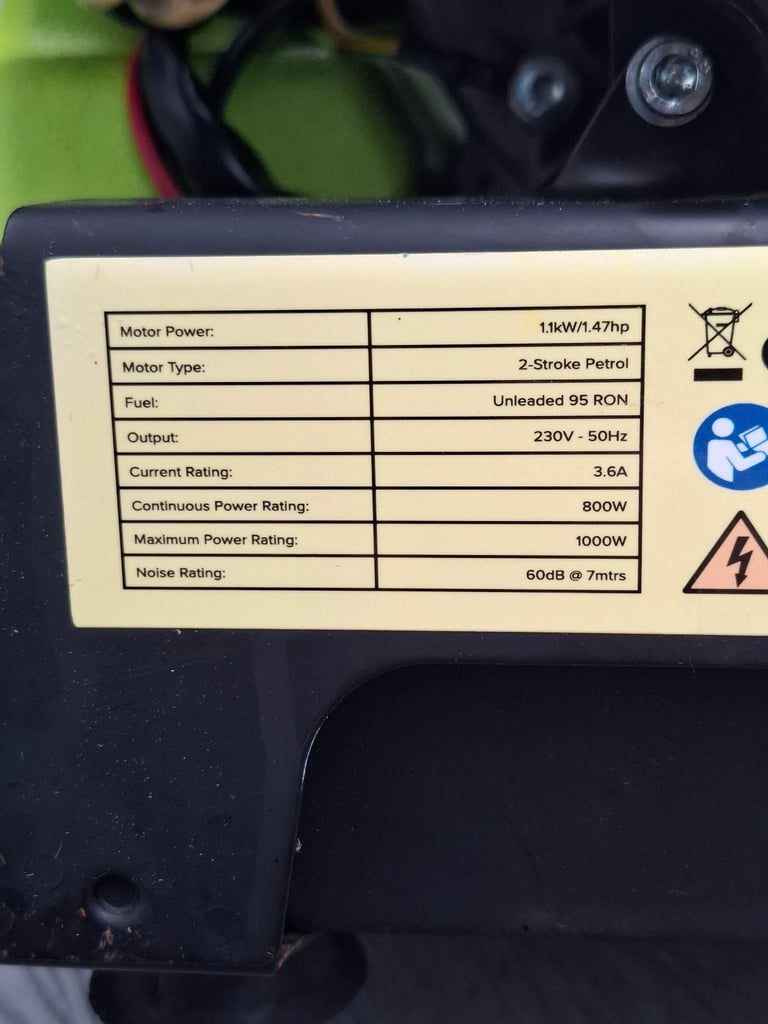 Motor Power: 1.1kW/1.47hp
Motor Type: 2-Stroke Petrol
Fuel: Unleaded 95 RON
Output: 230V - 50Hz
Current Rating: 3.6A
Continuous Power Rating: 800W
Maximum Power Rating: 1000W
Noise Rating: 60dB @ 7mtrs